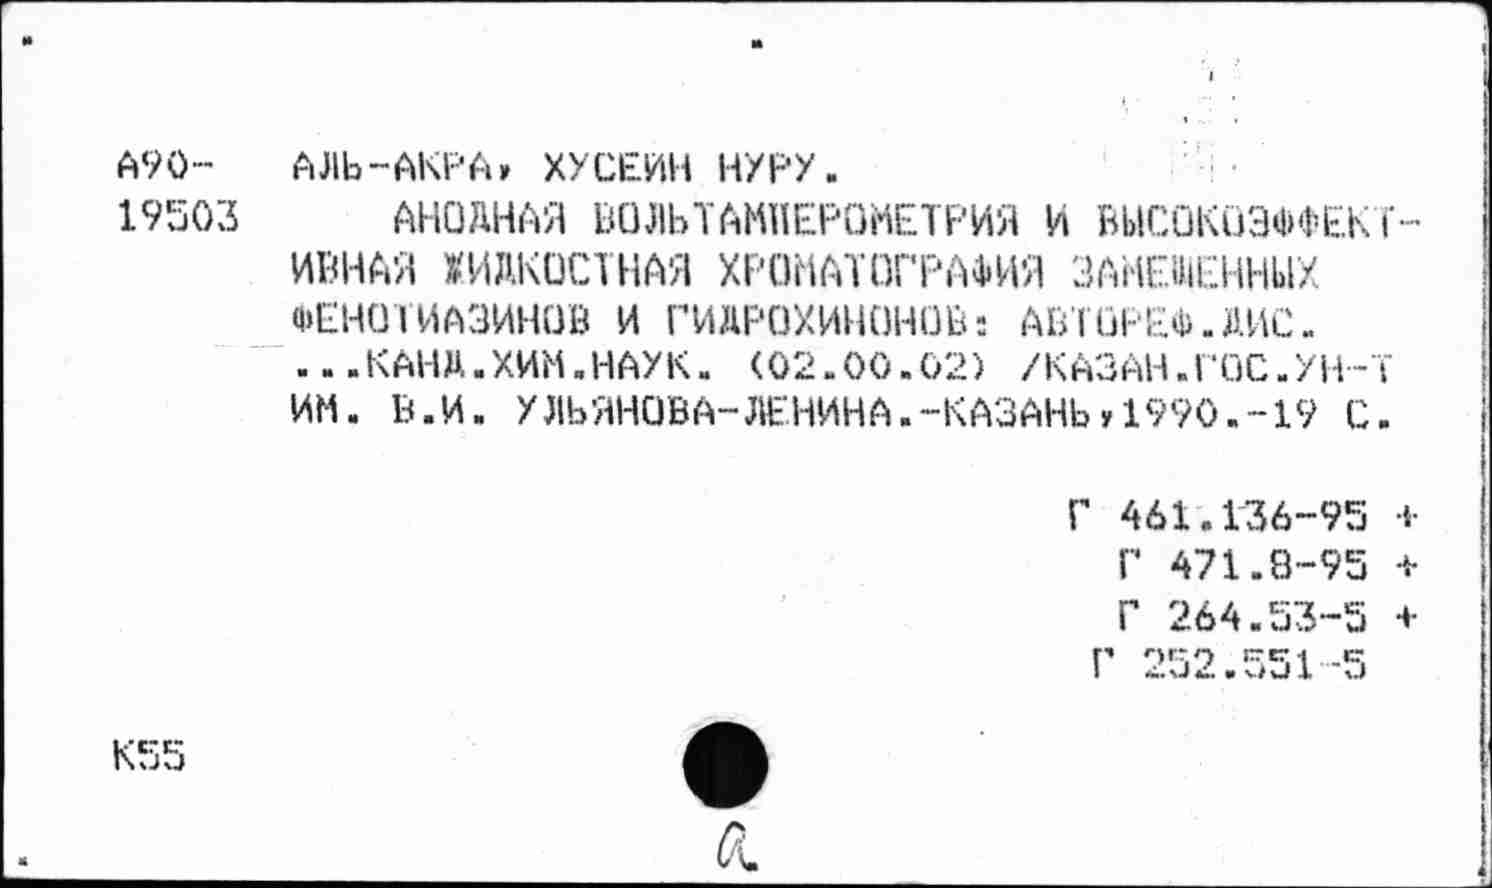 А90- АЛЬ-АКРА, ХУСЕЙН НУРУ.
19503 АНОДНАЯ ВОЛЬТАМПЕРОМЕТРИЯ И ВЫСОКОЭФФЕКТ-
ИВНАЯ ЖИДКОСТНАЯ ХРОМАТОГРАФИЯ ЗАМЕЩЕННЫХ
ФЕНОТИАЗИНОВ И ГИДРОХИНОНОВ: АВТОРЕФ.ДИС.
...КАНД.ХИМ.НАУК. (02.00.02) /КАЗАН.ГОС.УН-Т
ИМ. В.И. УЛЬЯНОВА-ЛЕНИНА.-КАЗАНЬ,1990.-19 С.
Г 461.136-95 +
Г 471.8-95 +
Г 264.53-5 +
Г 252.551-5
К55
а